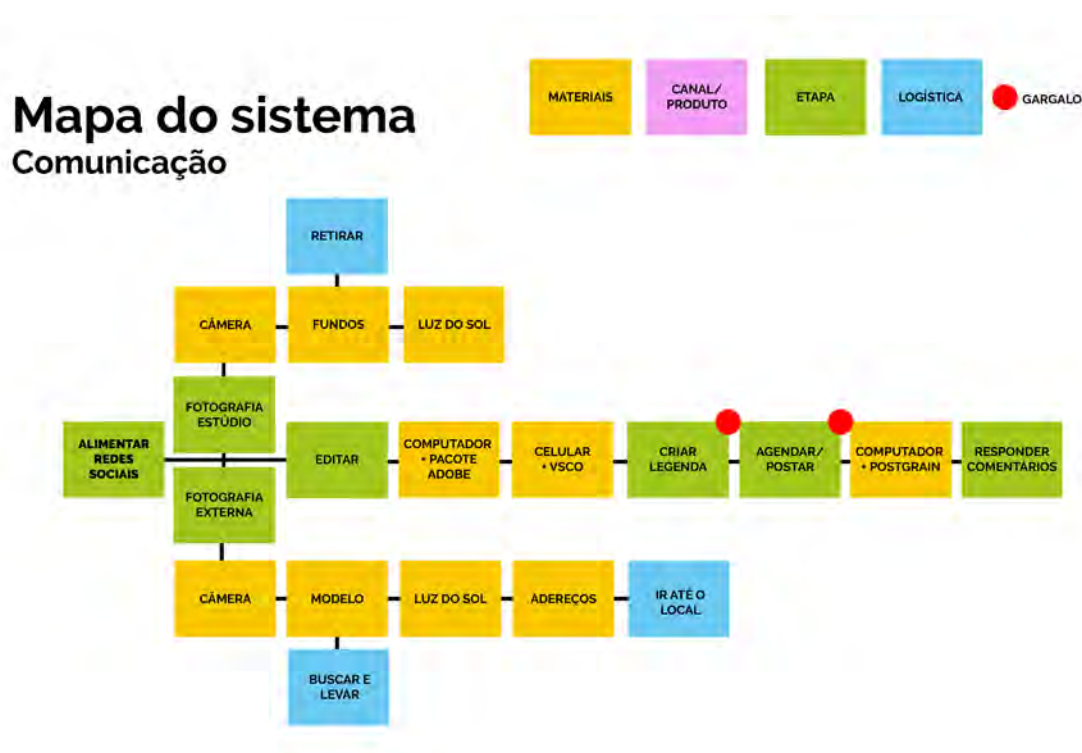 Mapa do sistema
Comunicação
MATERIAIS
CANAL/
PRODUTO
ETAPA
LOGÍSTICA
GARGALO
RETIRAR
CÂMERA
FUNDOS
LUZ DO SOL
FOTOGRAFIA
ESTÚDIO
ALIMENTAR
REDES
SOCIAIS
EDITAR
COMPUTADOR
+ PACOTE
ADOBE
CELULAR
+ VSCO
CRIAR
LEGENDA
AGENDAR/
POSTAR
COMPUTADOR
+ POSTGRAIN
RESPONDER
COMENTÁRIOS
FOTOGRAFIA
EXTERNA
CÂMERA
MODELO
LUZ DO SOL
ADEREÇOS
IR ATÉ O
LOCAL
BUSCAR E
LEVAR